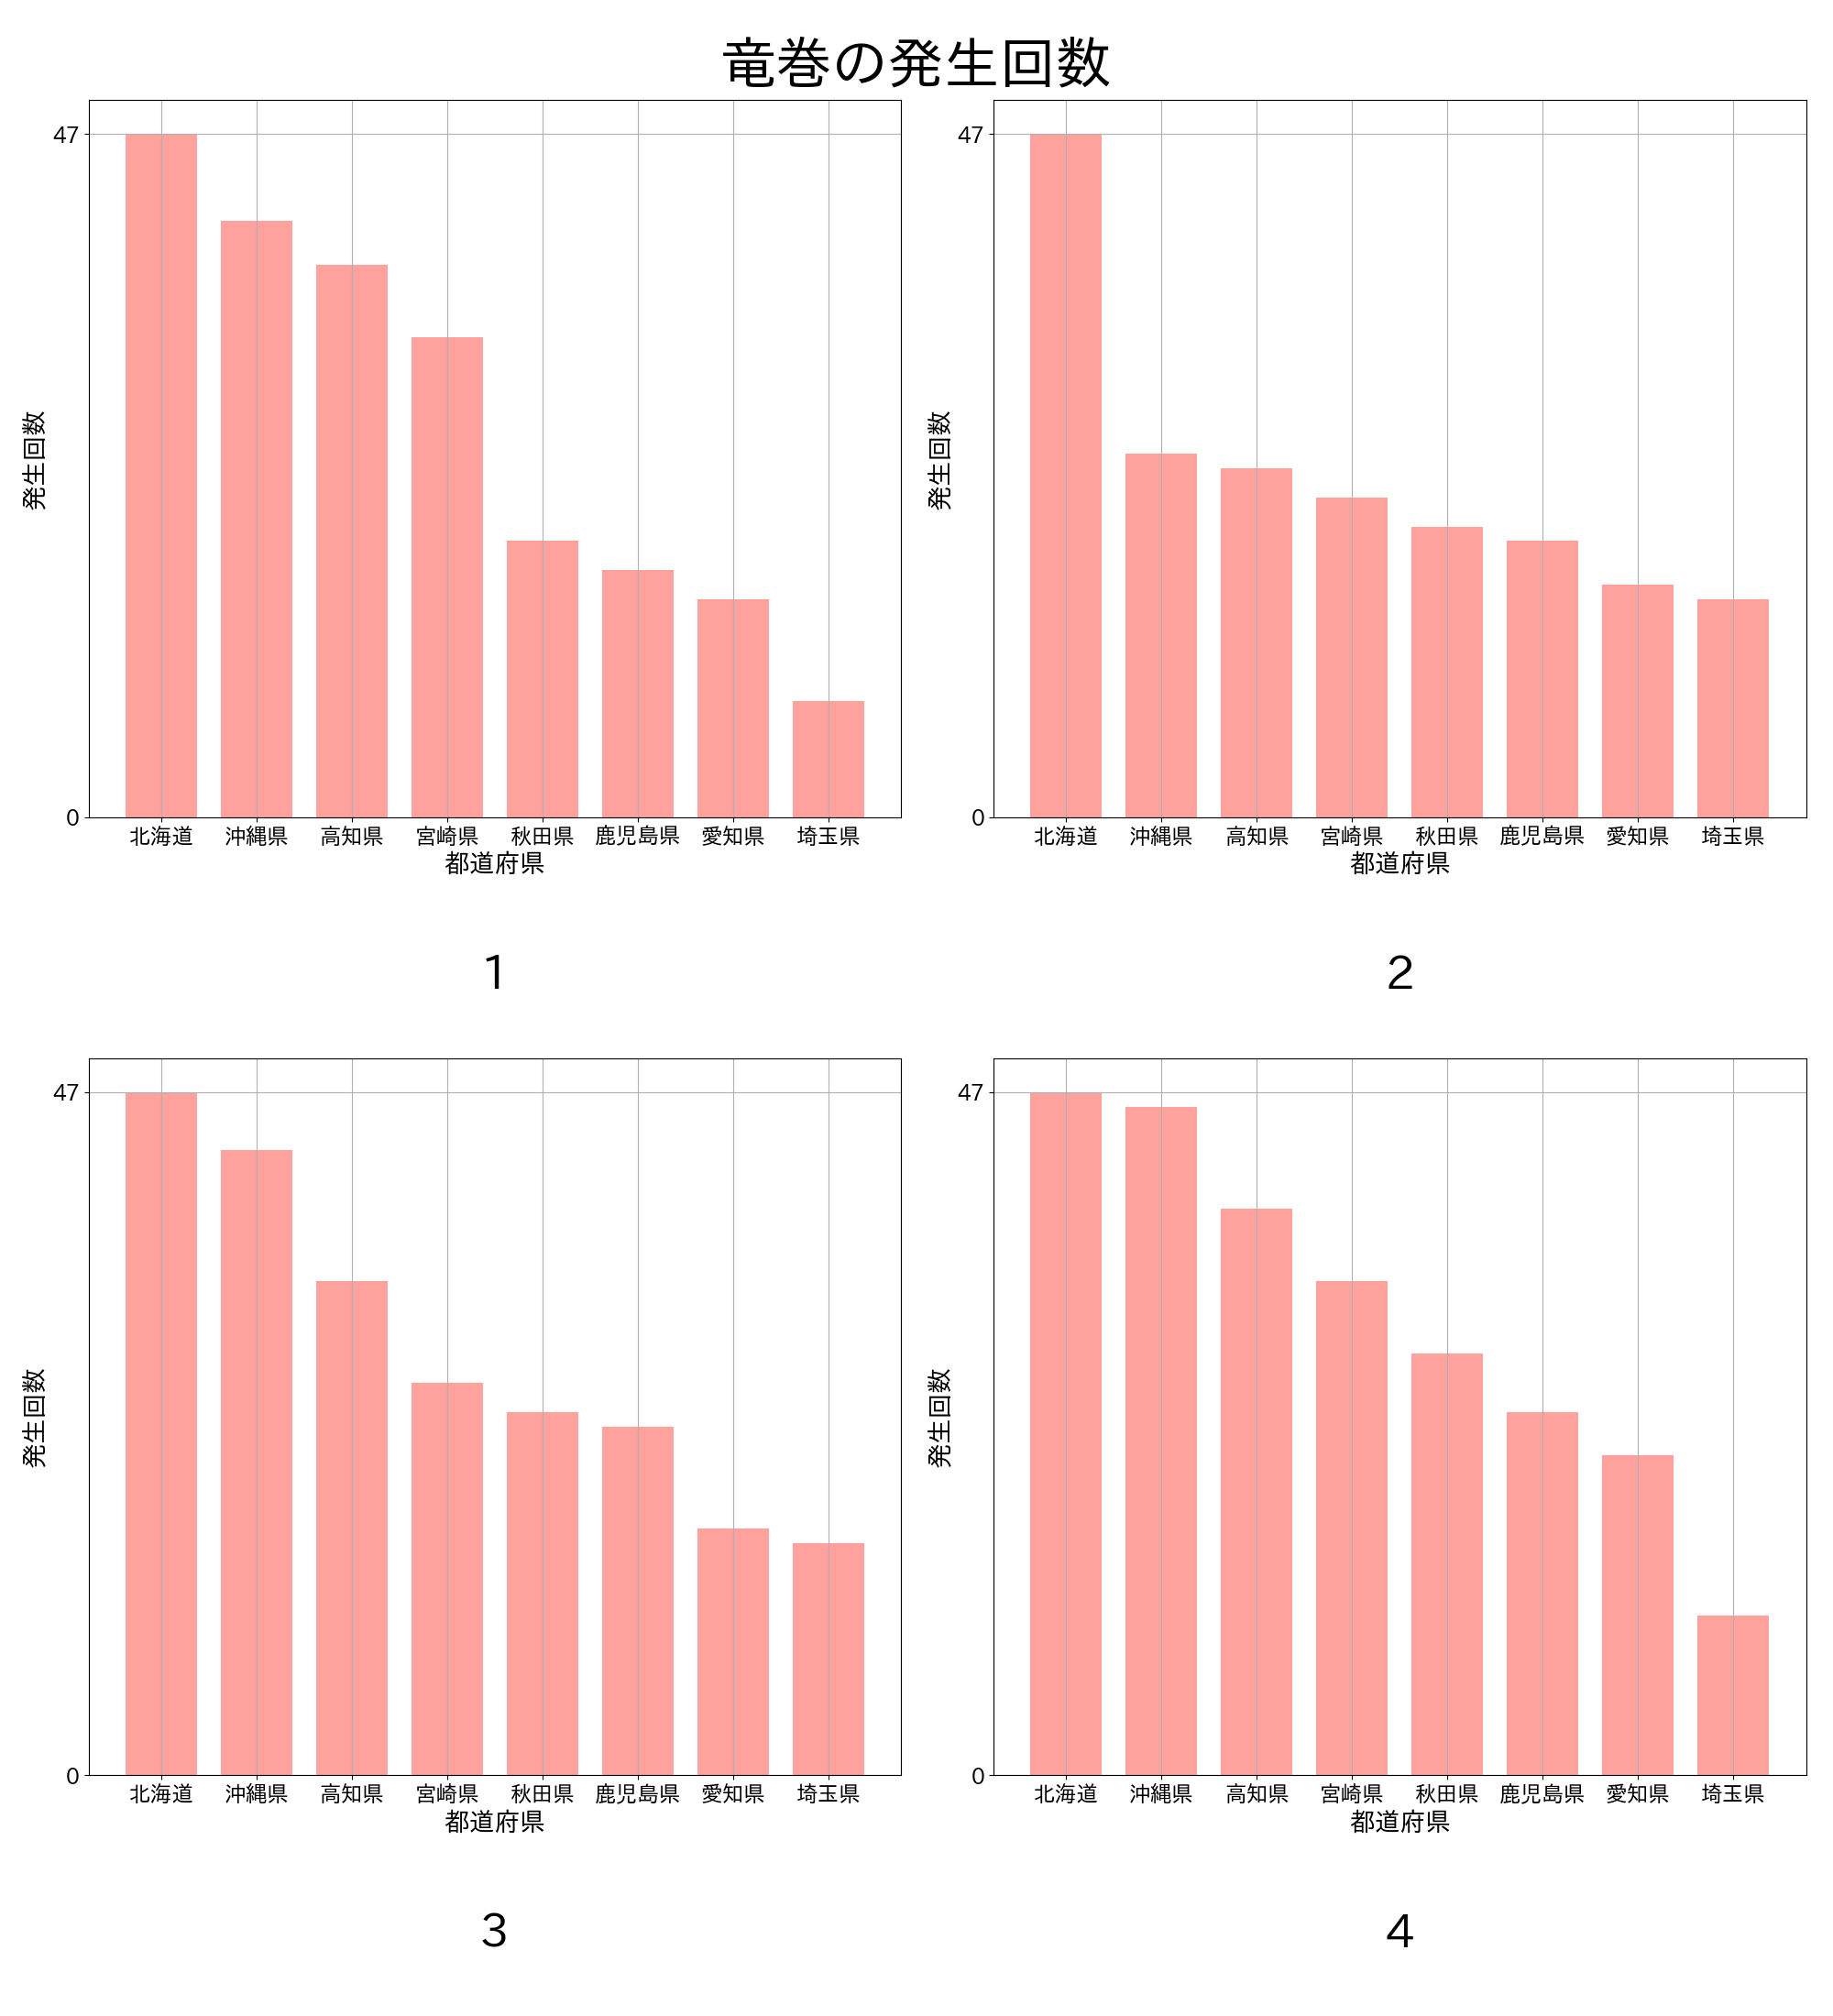 竜巻の発生回数
47
0
発生回数
北海道 沖縄県 高知県 宮崎県 秋田県 鹿児島県 愛知県 埼玉県
都道府県
1
47
0
発生回数
北海道 沖縄県 高知県 宮崎県 秋田県 鹿児島県 愛知県 埼玉県
都道府県
2
47
0
発生回数
北海道 沖縄県 高知県 宮崎県 秋田県 鹿児島県 愛知県 埼玉県
都道府県
3
47
0
発生回数
北海道 沖縄県 高知県 宮崎県 秋田県 鹿児島県 愛知県 埼玉県
都道府県
4